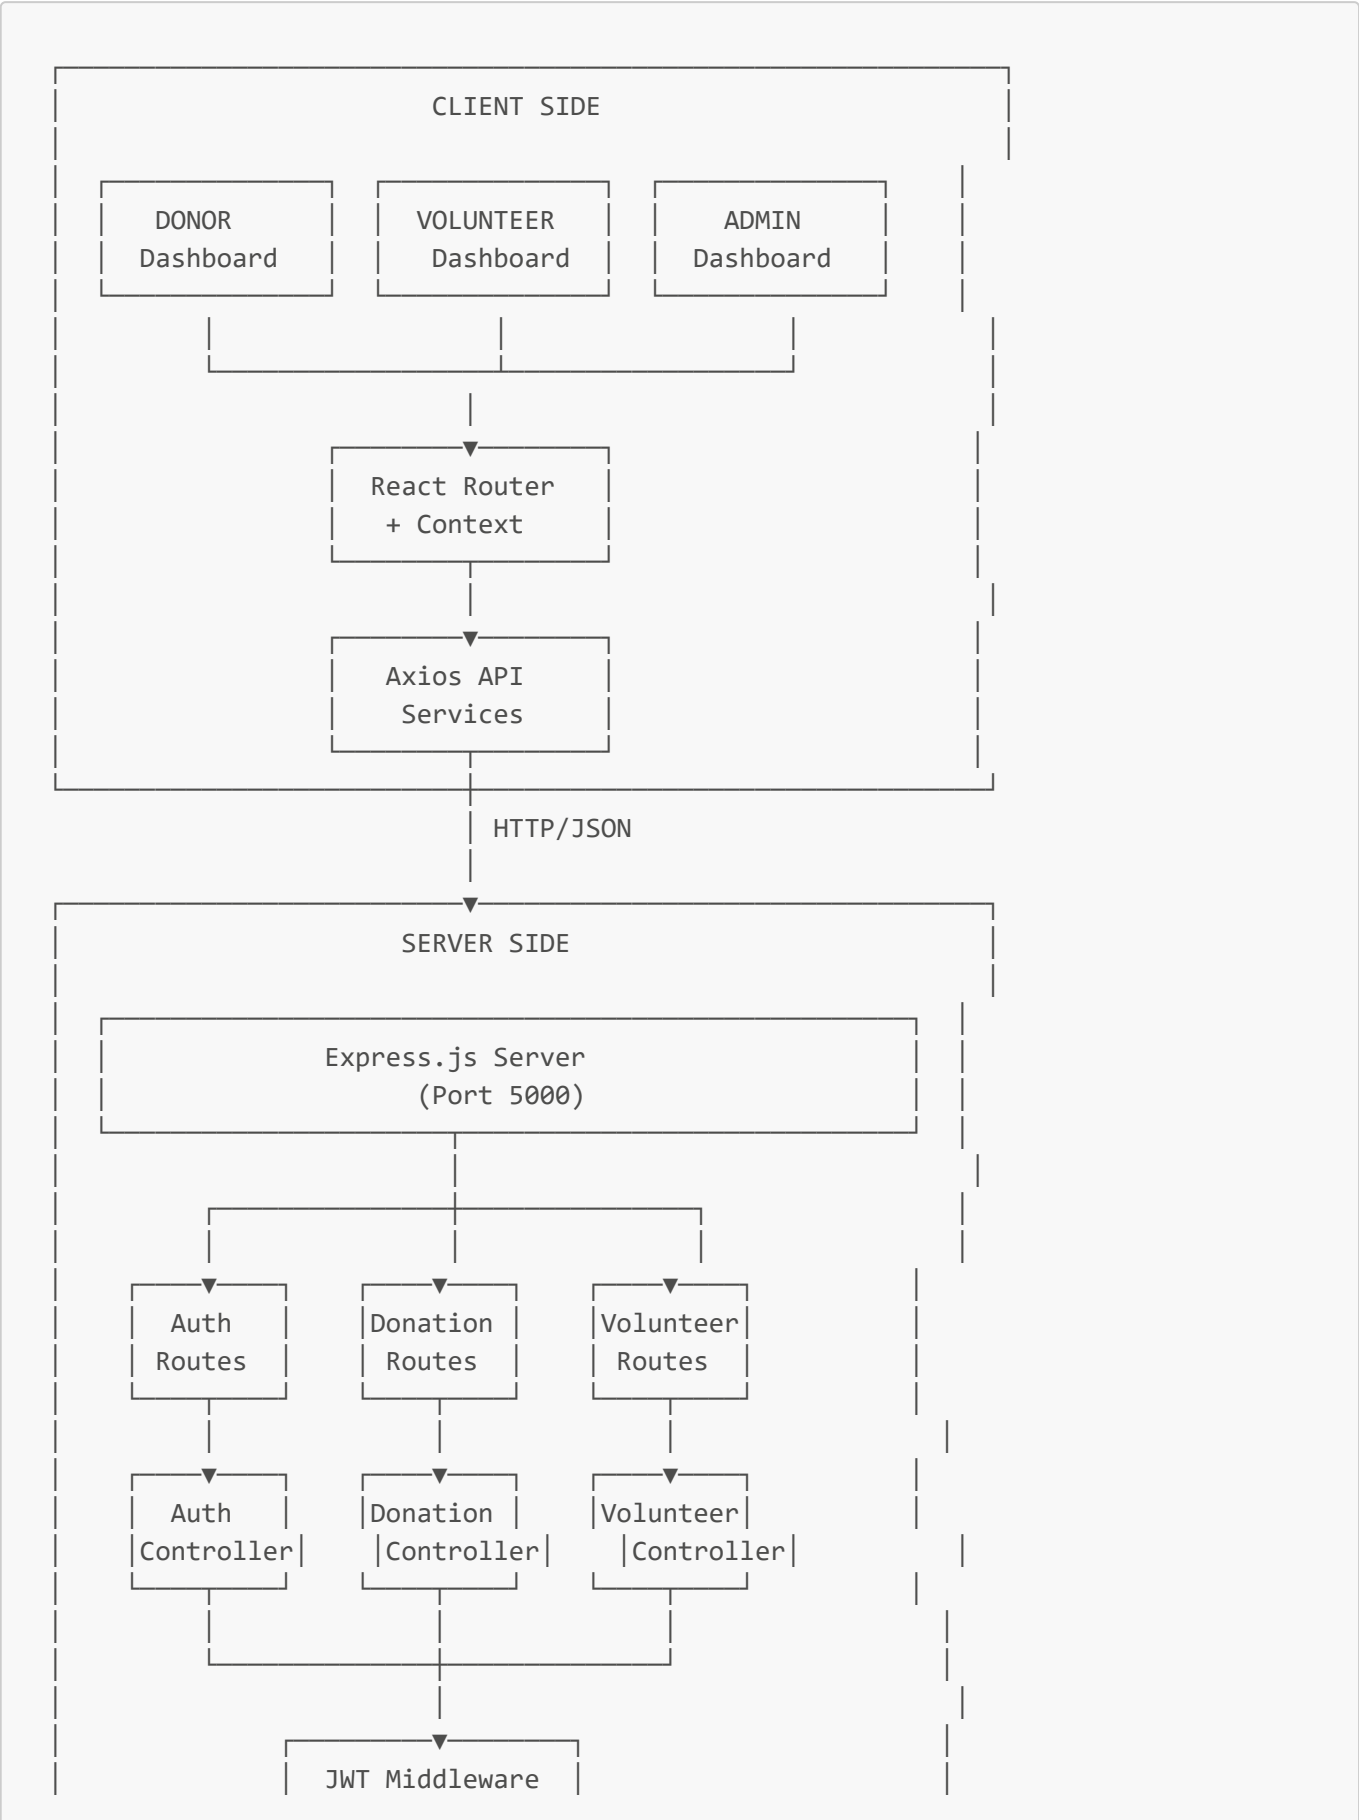 CLIENT SIDE
DONOR VOLUNTEER ADMIN
Dashboard Dashboard Dashboard
React Router
+ Context
Axios API
Services
HTTP/JSON
SERVER SIDE
Express.js Server
(Port 5000)
Auth Donation Volunteer
Routes Routes Routes
Auth Donation Volunteer
Controller Controller Controller
JWT Middleware